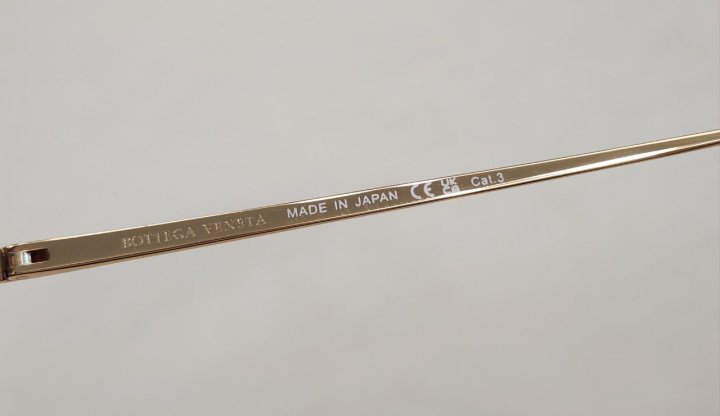 BOTTEGA VENETA MADE IN JAPAN CE UK CA Cat.3